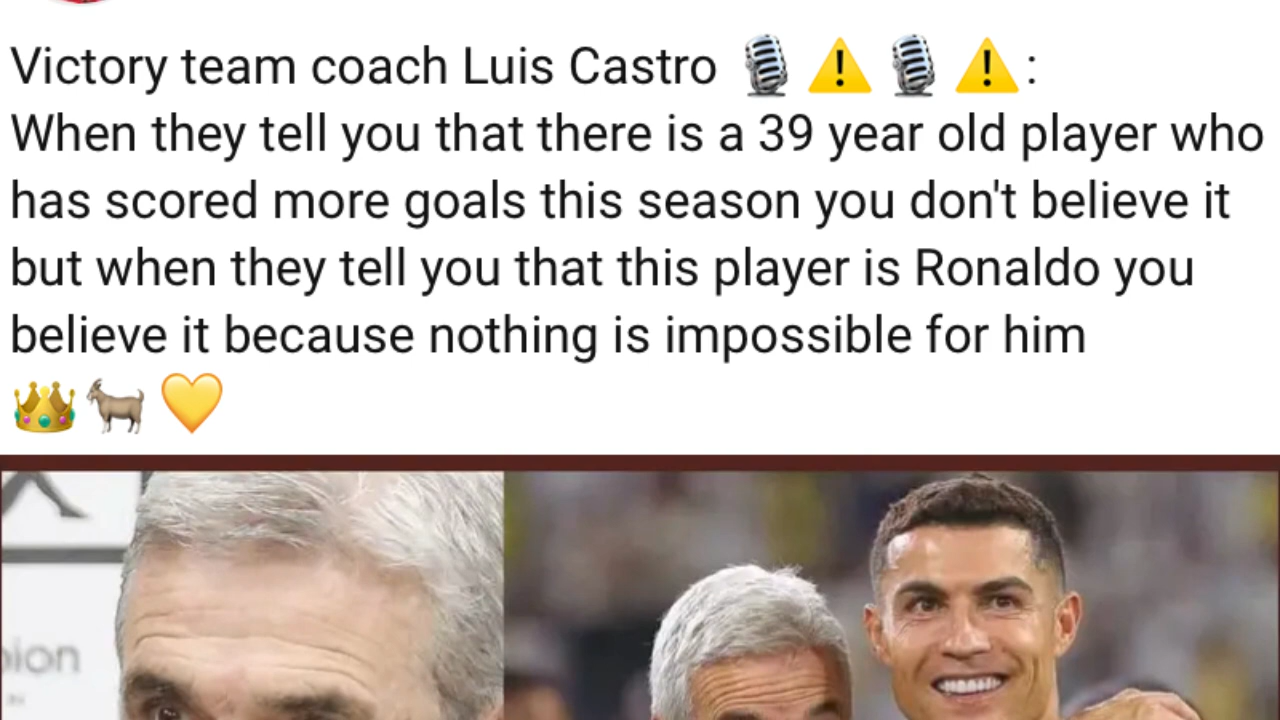 Victory team coach Luis Castro 🎙️⚠️🎙️⚠️:
When they tell you that there is a 39 year old player who
has scored more goals this season you don't believe it
but when they tell you that this player is Ronaldo you
believe it because nothing is impossible for him
👑🐐💛